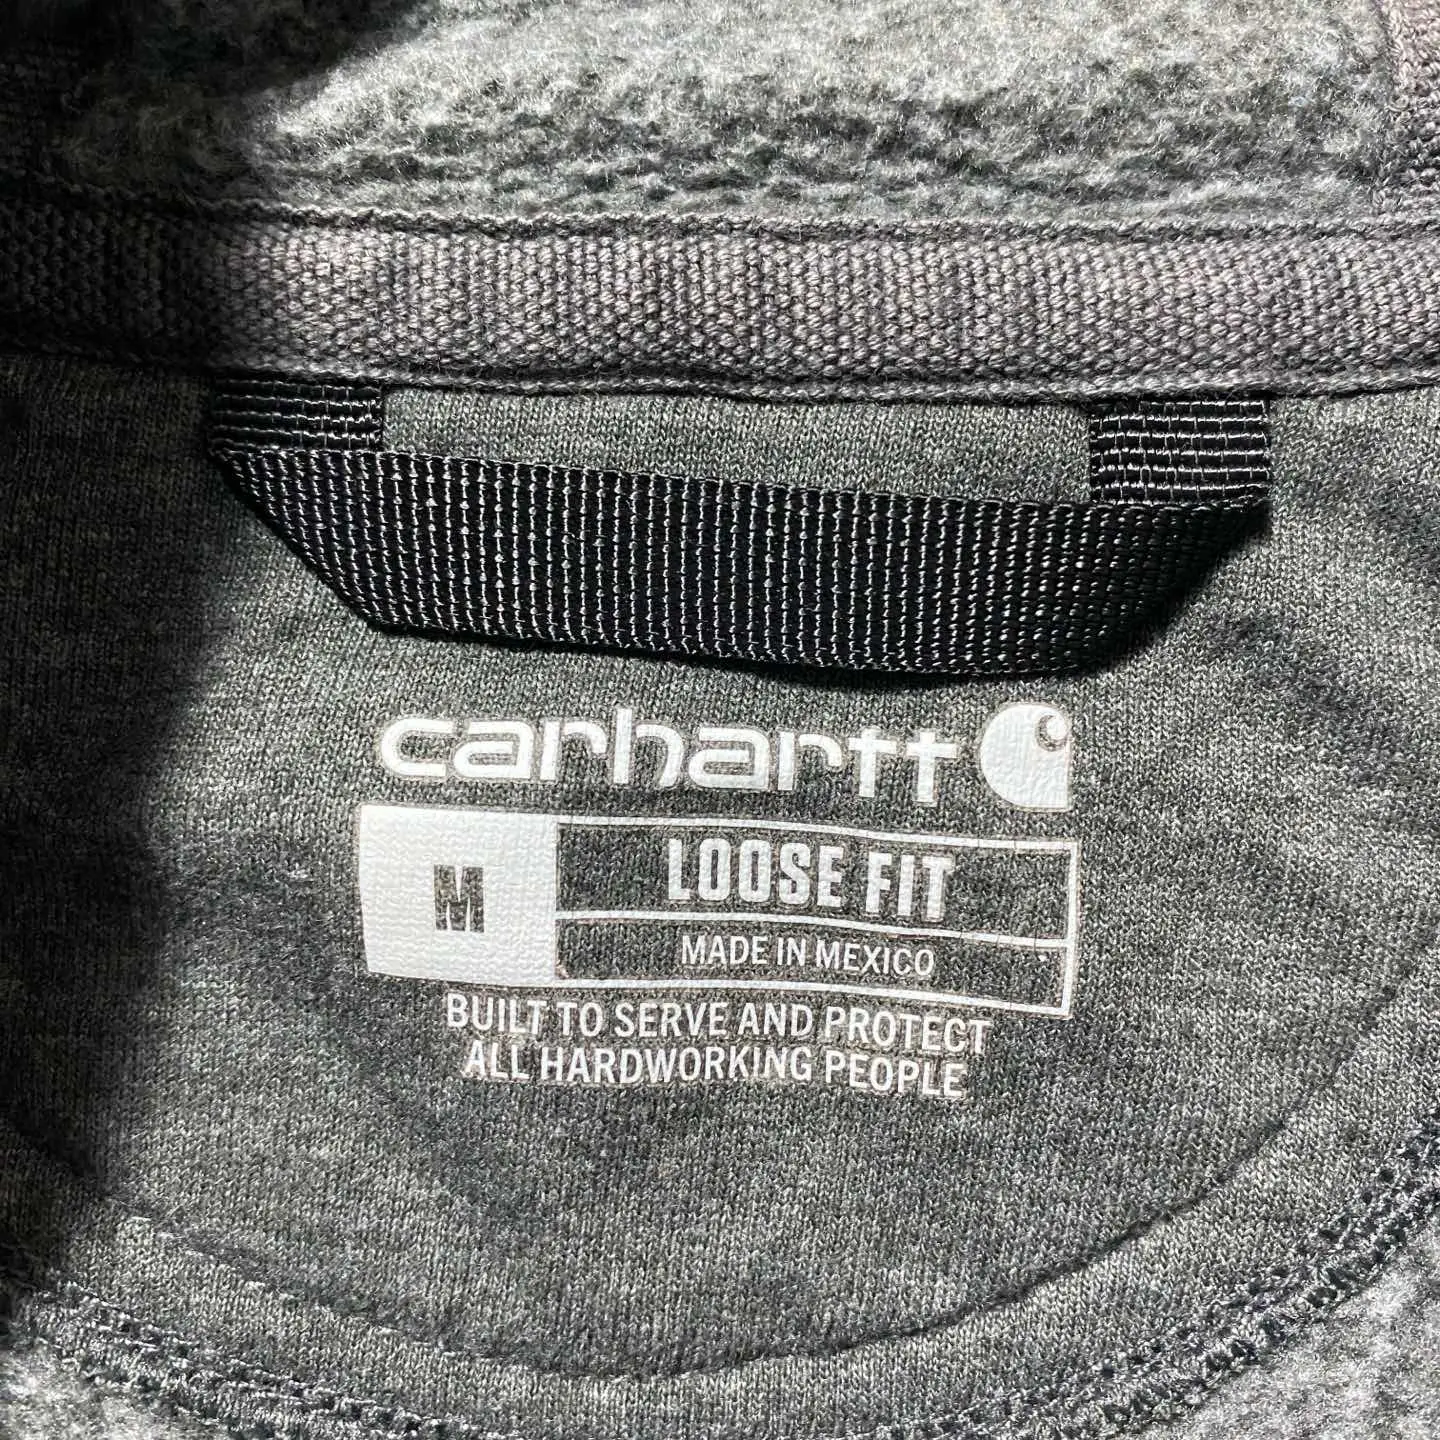 carhartt
M
LOOSE FIT
MADE IN MEXICO
BUILT TO SERVE AND PROTECT
ALL HARDWORKING PEOPLE